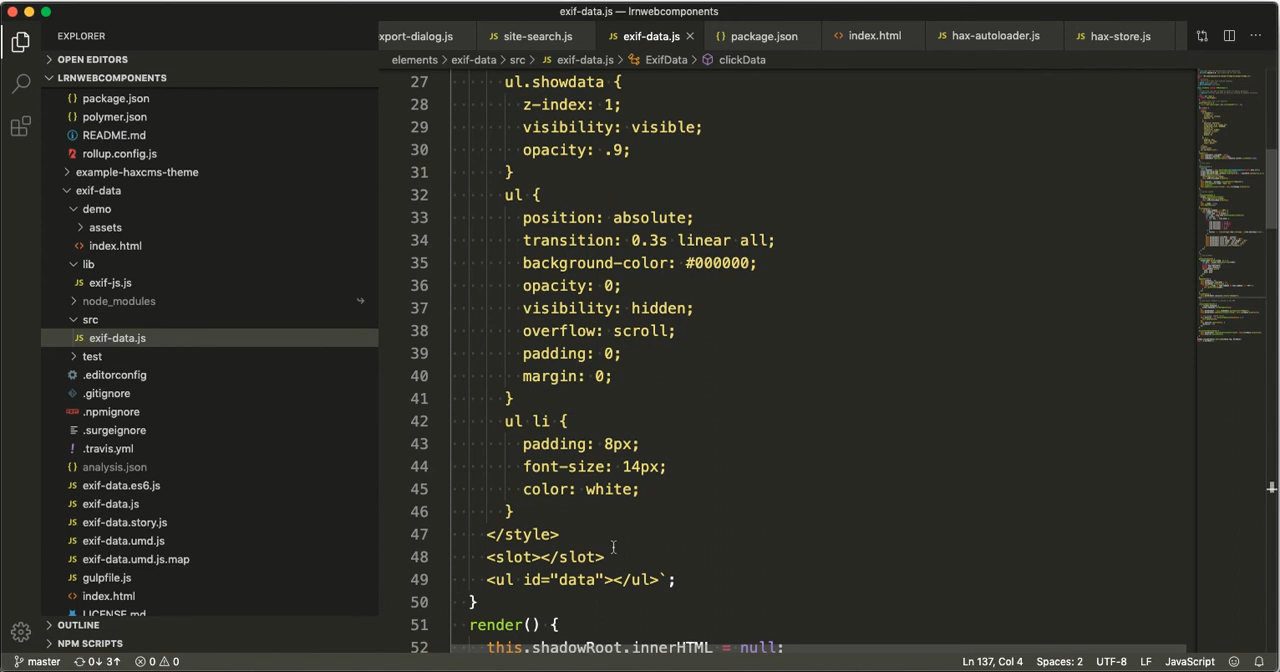 exif-data.js — lrnwebcomponents
EXPLORER
OPEN EDITORS
LRNWEBCOMPONENTS
package.json
polymer.json
README.md
rollup.config.js
example-haxcms-theme
exif-data
demo
assets
index.html
lib
exif-js.js
node_modules
src
exif-data.js
test
.editorconfig
.gitignore
.npmignore
.surgeignore
.travis.yml
analysis.json
exif-data.es6.js
exif-data.js
exif-data.story.js
exif-data.umd.js
exif-data.umd.js.map
gulpfile.js
index.html
LICENSE.md
OUTLINE
NPM SCRIPTS
xport-dialog.js site-search.js exif-data.js package.json index.html hax-autoloader.js hax-store.js
elements > exif-data > src > exif-data.js > ExifData > clickData
27 ul.showdata {
28 z-index: 1;
29 visibility: visible;
30 opacity: .9;
31 }
32 ul {
33 position: absolute;
34 transition: 0.3s linear all;
35 background-color: #000000;
36 opacity: 0;
37 visibility: hidden;
38 overflow: scroll;
39 padding: 0;
40 margin: 0;
41 }
42 ul li {
43 padding: 8px;
44 font-size: 14px;
45 color: white;
46 }
47 </style>
48 <slot></slot>
49 <ul id="data"></ul>`;
50 }
51 render() {
52 this.shadowRoot.innerHTML = null;
master 0↓ 3↑ 0 0 Ln 137, Col 4 Spaces: 2 UTF-8 LF JavaScript